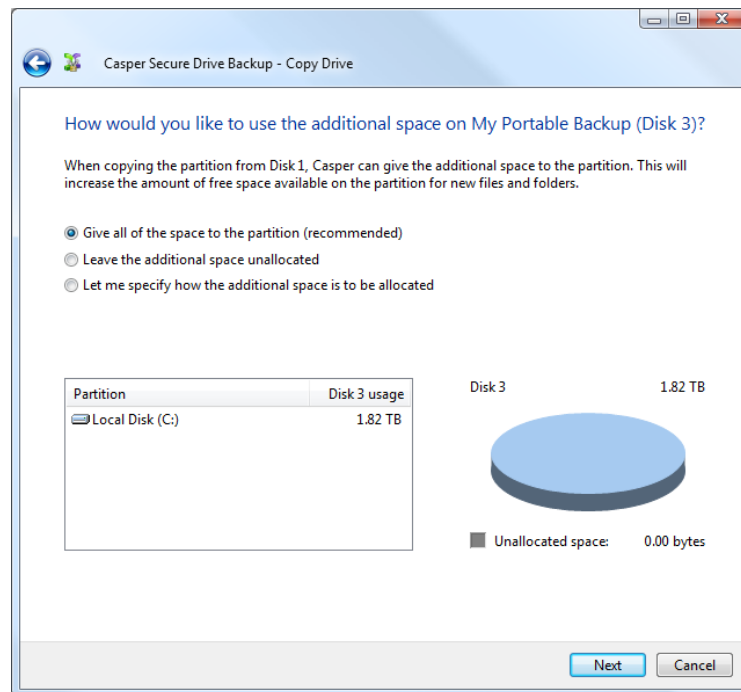 Casper Secure Drive Backup - Copy Drive
How would you like to use the additional space on My Portable Backup (Disk 3)?
When copying the partition from Disk 1, Casper can give the additional space to the partition. This will
increase the amount of free space available on the partition for new files and folders.
Give all of the space to the partition (recommended)
Leave the additional space unallocated
Let me specify how the additional space is to be allocated
Partition Disk 3 usage
Local Disk (C:) 1.82 TB
Disk 3 1.82 TB
Unallocated space: 0.00 bytes
Next Cancel